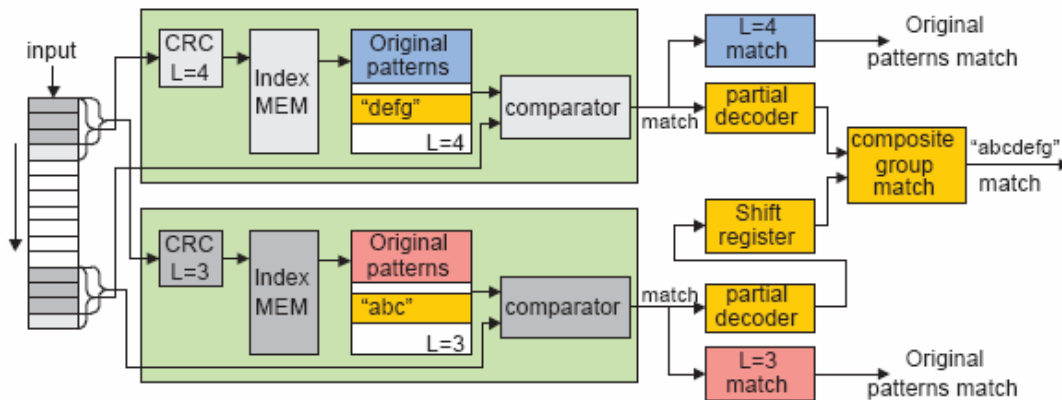 input
CRC
L=4
Index
MEM
Original
patterns
“defg”
L=4
comparator
match
L=4
match
Original
patterns match
partial
decoder
composite
group
match
“abcdefg”
match
CRC
L=3
Index
MEM
Original
patterns
“abc”
L=3
comparator
match
Shift
register
partial
decoder
L=3
match
Original
patterns match